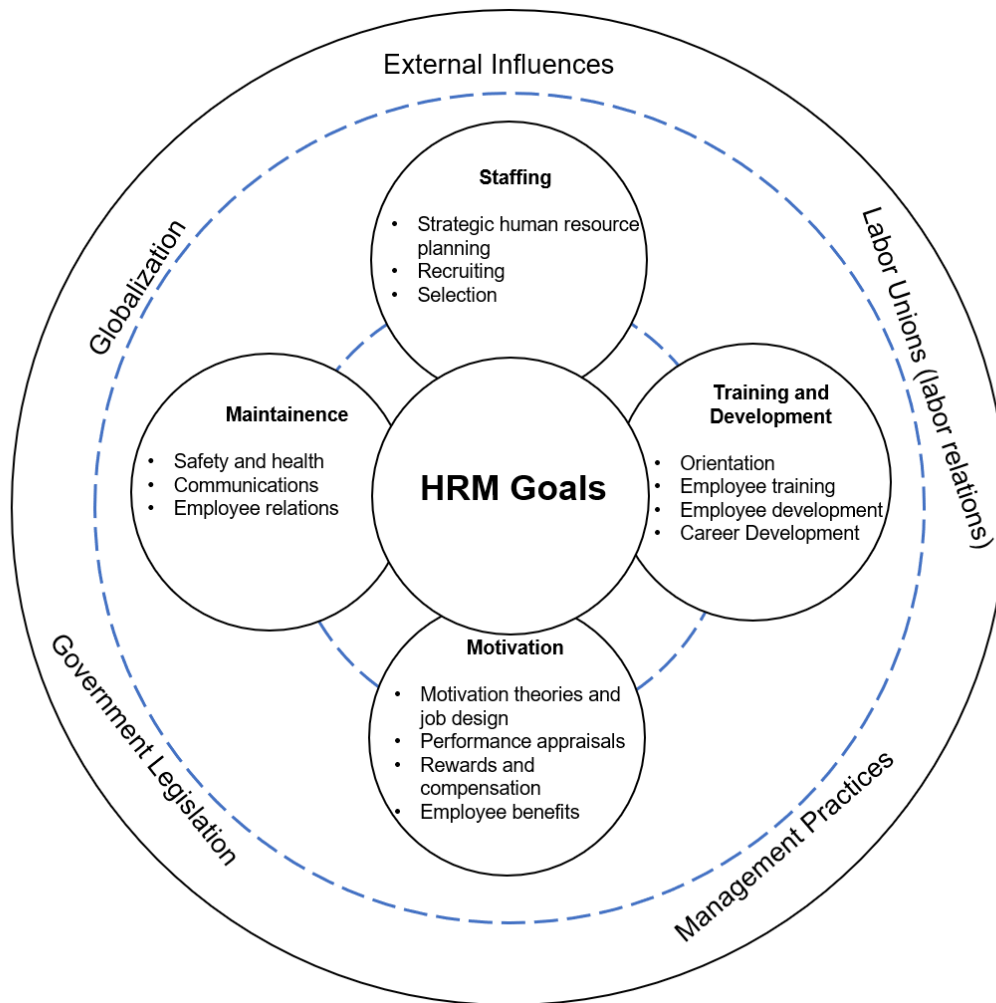 External Influences
Globalization
Labor Unions (labor relations)
Government Legislation
Management Practices
Staffing
• Strategic human resource
planning
• Recruiting
• Selection
Maintainence
• Safety and health
• Communications
• Employee relations
HRM Goals
Training and
Development
• Orientation
• Employee training
• Employee development
• Career Development
Motivation
• Motivation theories and
job design
• Performance appraisals
• Rewards and
compensation
• Employee benefits